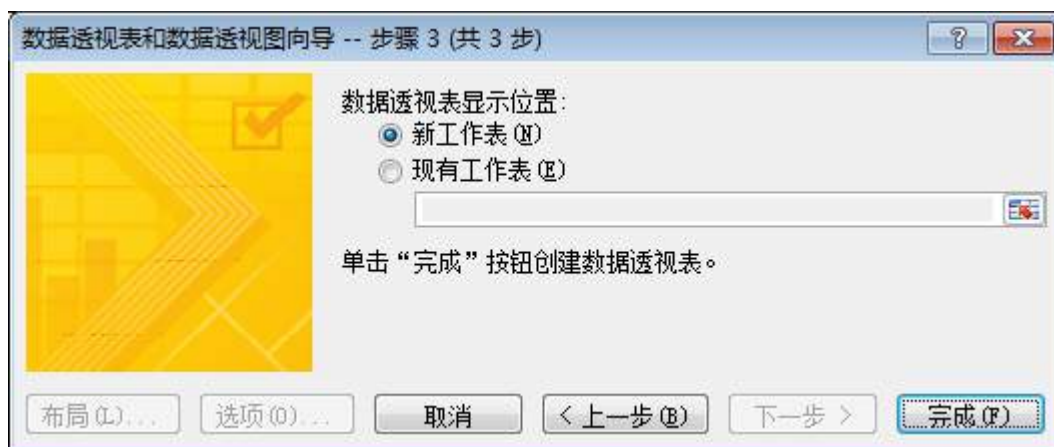 数据透视表和数据透视图向导 -- 步骤 3 (共 3 步)
数据透视表显示位置:
新工作表(N)
现有工作表(E)
单击“完成”按钮创建数据透视表。
布局(L)... 选项(O)... 取消 < 上一步(B) 下一步 > 完成(F)